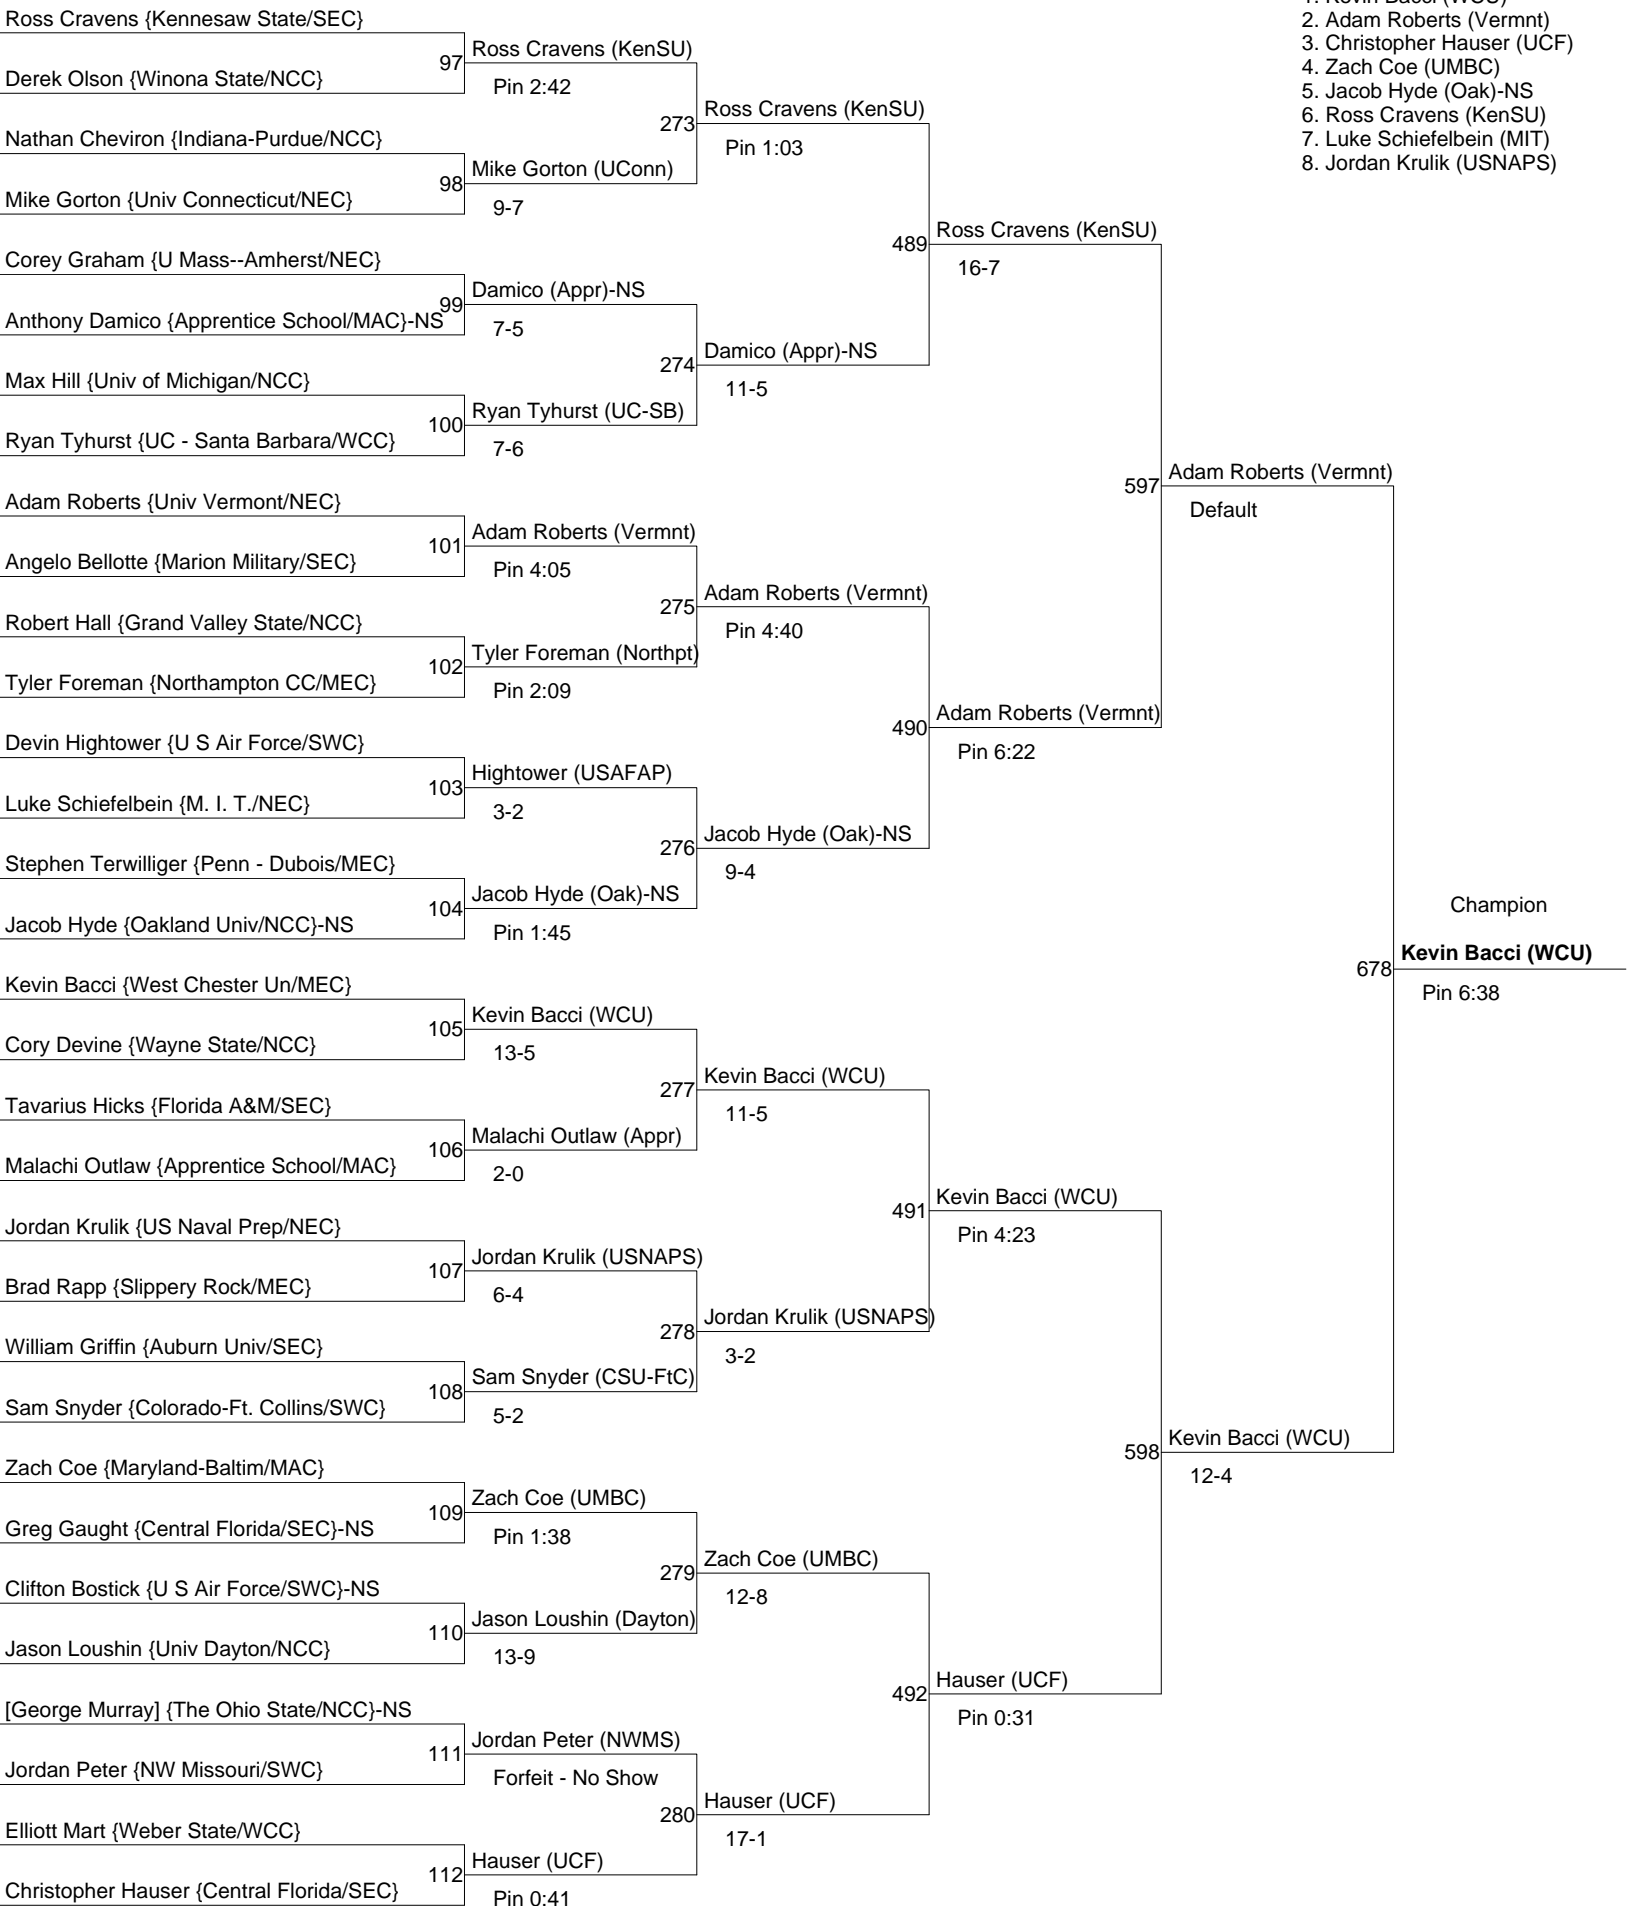 Ross Cravens {Kennesaw State/SEC}
Derek Olson {Winona State/NCC}
Nathan Cheviron {Indiana-Purdue/NCC}
Mike Gorton {Univ Connecticut/NEC}
Corey Graham {U Mass--Amherst/NEC}
Anthony Damico {Apprentice School/MAC}-NS
Max Hill {Univ of Michigan/NCC}
Ryan Tyhurst {UC - Santa Barbara/WCC}
Adam Roberts {Univ Vermont/NEC}
Angelo Bellotte {Marion Military/SEC}
Robert Hall {Grand Valley State/NCC}
Tyler Foreman {Northampton CC/MEC}
Devin Hightower {U S Air Force/SWC}
Luke Schiefelbein {M. I. T./NEC}
Stephen Terwilliger {Penn - Dubois/MEC}
Jacob Hyde {Oakland Univ/NCC}-NS
Kevin Bacci {West Chester Un/MEC}
Cory Devine {Wayne State/NCC}
Tavarius Hicks {Florida A&M/SEC}
Malachi Outlaw {Apprentice School/MAC}
Jordan Krulik {US Naval Prep/NEC}
Brad Rapp {Slippery Rock/MEC}
William Griffin {Auburn Univ/SEC}
Sam Snyder {Colorado-Ft. Collins/SWC}
Zach Coe {Maryland-Baltim/MAC}
Greg Gaught {Central Florida/SEC}-NS
Clifton Bostick {U S Air Force/SWC}-NS
Jason Loushin {Univ Dayton/NCC}
[George Murray] {The Ohio State/NCC}-NS
Jordan Peter {NW Missouri/SWC}
Elliott Mart {Weber State/WCC}
Christopher Hauser {Central Florida/SEC}
97 Ross Cravens (KenSU)
Pin 2:42
98 Mike Gorton (UConn)
9-7
99 Damico (Appr)-NS
7-5
100 Ryan Tyhurst (UC-SB)
7-6
101 Adam Roberts (Vermnt)
Pin 4:05
102 Tyler Foreman (Northpt)
Pin 2:09
103 Hightower (USAFAP)
3-2
104 Jacob Hyde (Oak)-NS
Pin 1:45
105 Kevin Bacci (WCU)
13-5
106 Malachi Outlaw (Appr)
2-0
107 Jordan Krulik (USNAPS)
6-4
108 Sam Snyder (CSU-FtC)
5-2
109 Zach Coe (UMBC)
Pin 1:38
110 Jason Loushin (Dayton)
13-9
111 Jordan Peter (NWMS)
Forfeit - No Show
112 Hauser (UCF)
Pin 0:41
273 Ross Cravens (KenSU)
Pin 1:03
274 Damico (Appr)-NS
11-5
275 Adam Roberts (Vermnt)
Pin 4:40
276 Jacob Hyde (Oak)-NS
9-4
277 Kevin Bacci (WCU)
11-5
278 Jordan Krulik (USNAPS)
3-2
279 Zach Coe (UMBC)
12-8
280 Hauser (UCF)
17-1
489 Ross Cravens (KenSU)
16-7
490 Adam Roberts (Vermnt)
Pin 6:22
491 Kevin Bacci (WCU)
Pin 4:23
492 Hauser (UCF)
Pin 0:31
597 Adam Roberts (Vermnt)
Default
598 Kevin Bacci (WCU)
12-4
Champion
678 Kevin Bacci (WCU)
Pin 6:38
1. Kevin Bacci (WCU)
2. Adam Roberts (Vermnt)
3. Christopher Hauser (UCF)
4. Zach Coe (UMBC)
5. Jacob Hyde (Oak)-NS
6. Ross Cravens (KenSU)
7. Luke Schiefelbein (MIT)
8. Jordan Krulik (USNAPS)